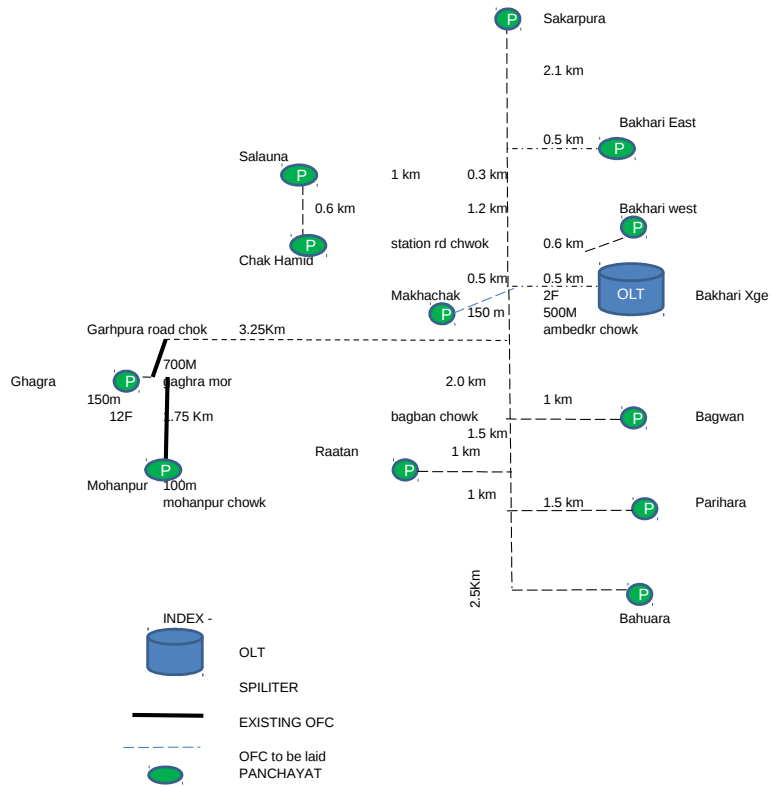 P Sakarpura
2.1 km
Bakhari East
0.5 km
P
Salauna
P
1 km 0.3 km
0.6 km
1.2 km
Bakhari west
P
station rd chwok
0.6 km
P
Chak Hamid
0.5 km 0.5 km
Makhachak
2F
OLT
Bakhari Xge
P
150 m
500M
ambedkr chowk
Garhpura road chok 3.25Km
700M
Ghagra
P
gaghra mor
2.0 km
150m
1 km
12F
1.75 Km
bagban chowk
P
Bagwan
1.5 km
Raatan
1 km
P
P
Mohanpur
100m
mohanpur chowk
1 km
1.5 km
P
Parihara
2.5Km
P
Bahuara
INDEX -
OLT
SPILITER
EXISTING OFC
OFC to be laid
PANCHAYAT